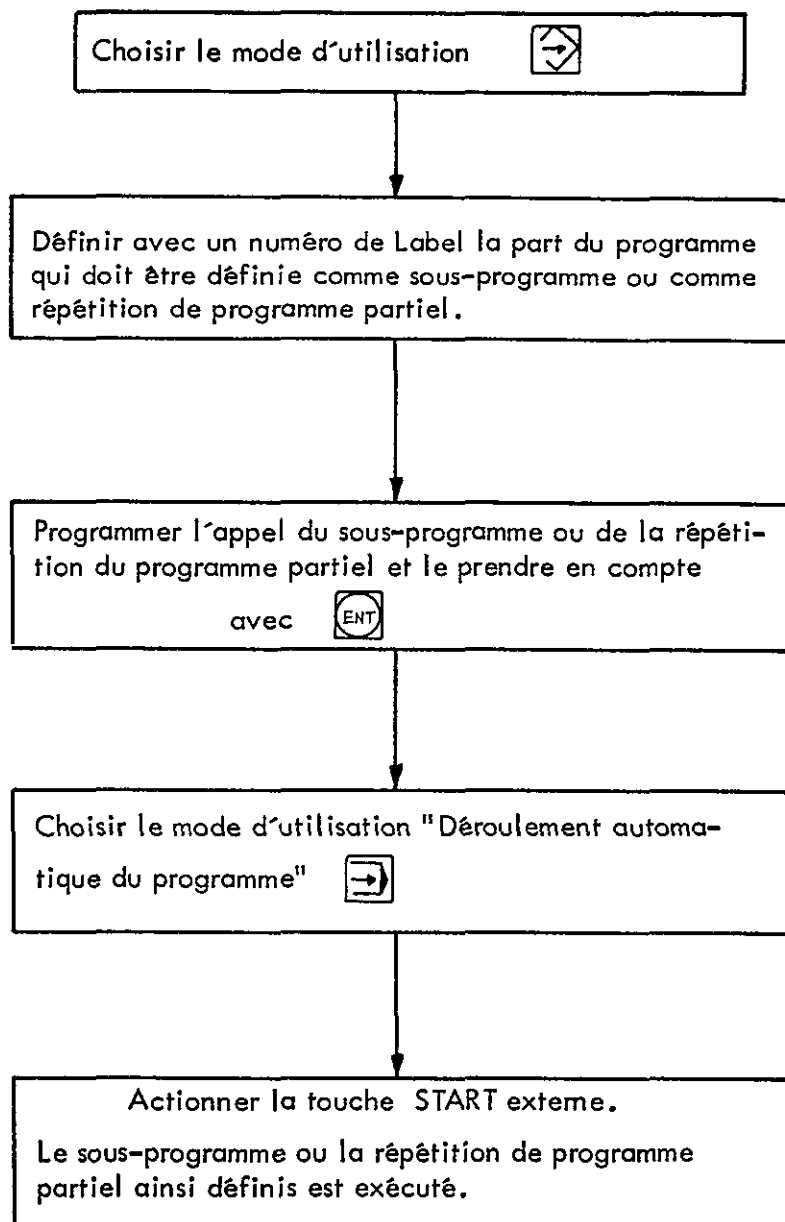 Choisir le mode d´utilisation
Définir avec un numéro de Label la part du programme
qui doit être définie comme sous-programme ou comme
répétition de programme partiel.
Programmer l´appel du sous-programme ou de la répéti-
tion du programme partiel et le prendre en compte
avec ENT
Choisir le mode d´utilisation "Déroulement automa-
tique du programme"
Actionner la touche START externe.
Le sous-programme ou la répétition de programme
partiel ainsi définis est exécuté.